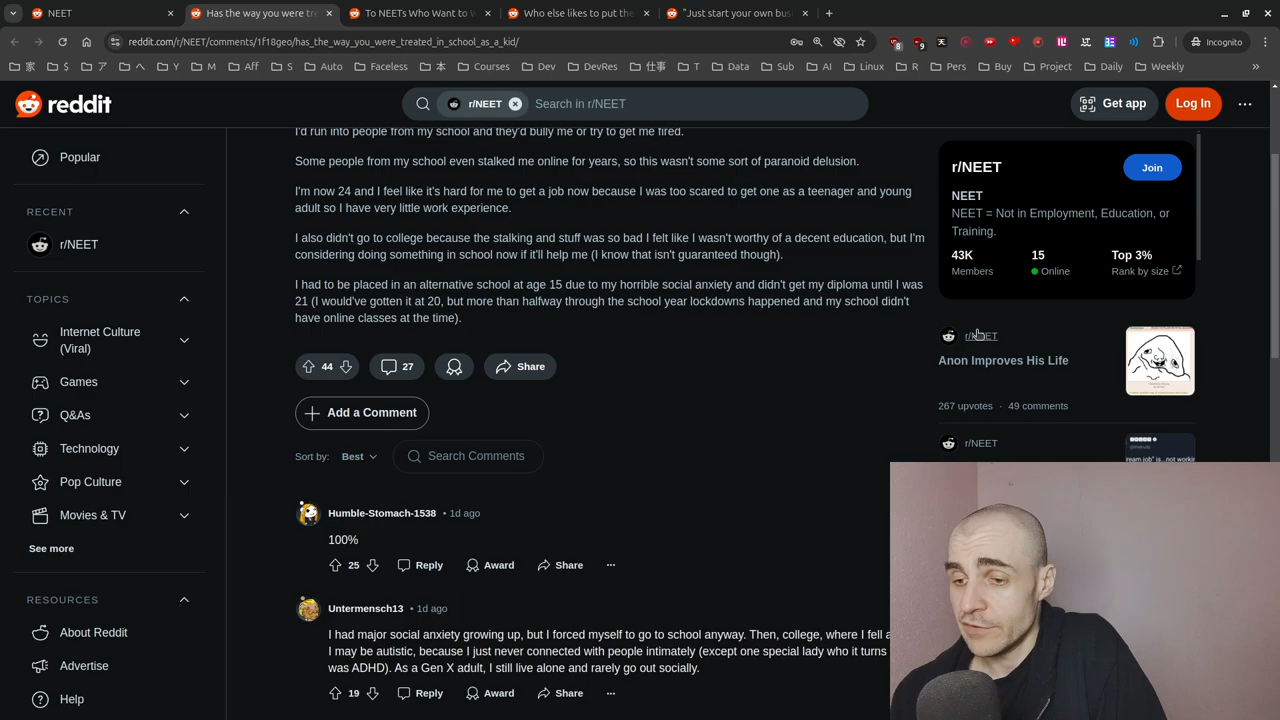 NEET
Has the way you were tre
To NEETs Who Want to
Who else likes to put the
"Just start your own bus
reddit.com/r/NEET/comments/1f18geo/has_the_way_you_were_treated_in_school_as_a_kid/
8
9
Incognito
家
$
ア
へ
Y
M
Aff
S
Auto
Faceless
本
Courses
Dev
DevRes
仕事
T
Data
Sub
AI
Linux
R
Pers
Buy
Project
Daily
Weekly
reddit
r/NEET
Search in r/NEET
Get app
Log In
Popular
RECENT
r/NEET
TOPICS
Internet Culture
(Viral)
Games
Q&As
Technology
Pop Culture
Movies & TV
See more
RESOURCES
About Reddit
Advertise
Help
I'd run into people from my school and they'd bully me or try to get me fired.
Some people from my school even stalked me online for years, so this wasn't some sort of paranoid delusion.
I'm now 24 and I feel like it's hard for me to get a job now because I was too scared to get one as a teenager and young
adult so I have very little work experience.
I also didn't go to college because the stalking and stuff was so bad I felt like I wasn't worthy of a decent education, but I'm
considering doing something in school now if it'll help me (I know that isn't guaranteed though).
I had to be placed in an alternative school at age 15 due to my horrible social anxiety and didn't get my diploma until I was
21 (I would've gotten it at 20, but more than halfway through the school year lockdowns happened and my school didn't
have online classes at the time).
44
27
Share
Add a Comment
Sort by: Best
Search Comments
Humble-Stomach-1538 • 1d ago
100%
25
Reply
Award
Share
Untermensch13 • 1d ago
I had major social anxiety growing up, but I forced myself to go to school anyway. Then, college, where I fell a
I may be autistic, because I just never connected with people intimately (except one special lady who it turns
was ADHD). As a Gen X adult, I still live alone and rarely go out socially.
19
Reply
Award
Share
r/NEET
Join
NEET
NEET = Not in Employment, Education, or
Training.
43K
Members
15
Online
Top 3%
Rank by size
r/NEET
Anon Improves His Life
267 upvotes · 49 comments
r/NEET
ream job" is...not workin